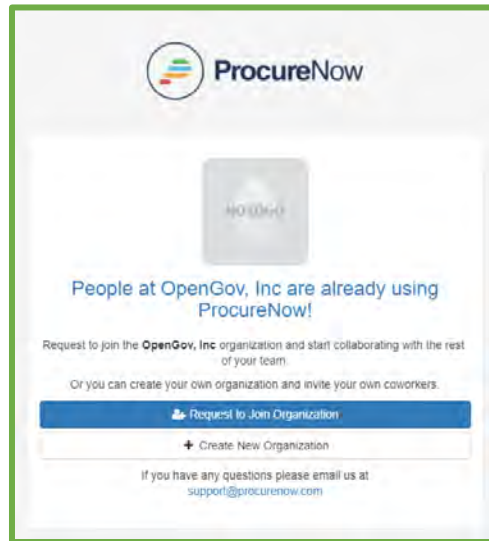 ProcureNow
NO LOGO
People at OpenGov, Inc are already using
ProcureNow!
Request to join the OpenGov, Inc organization and start collaborating with the rest
of your team.
Or you can create your own organization and invite your own coworkers.
Request to Join Organization
+ Create New Organization
If you have any questions please email us at
support@procurenow.com